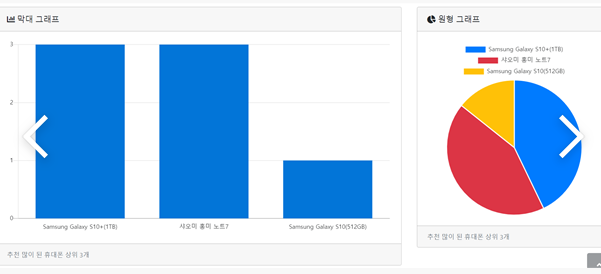 막대 그래프
3
2
1
0
Samsung Galaxy S10+(1TB)
샤오미 홍미 노트7
Samsung Galaxy S10(512GB)
추천 많이 된 휴대폰 상위 3개
원형 그래프
Samsung Galaxy S10+(1TB)
샤오미 홍미 노트7
Samsung Galaxy S10(512GB)
추천 많이 된 휴대폰 상위 3개